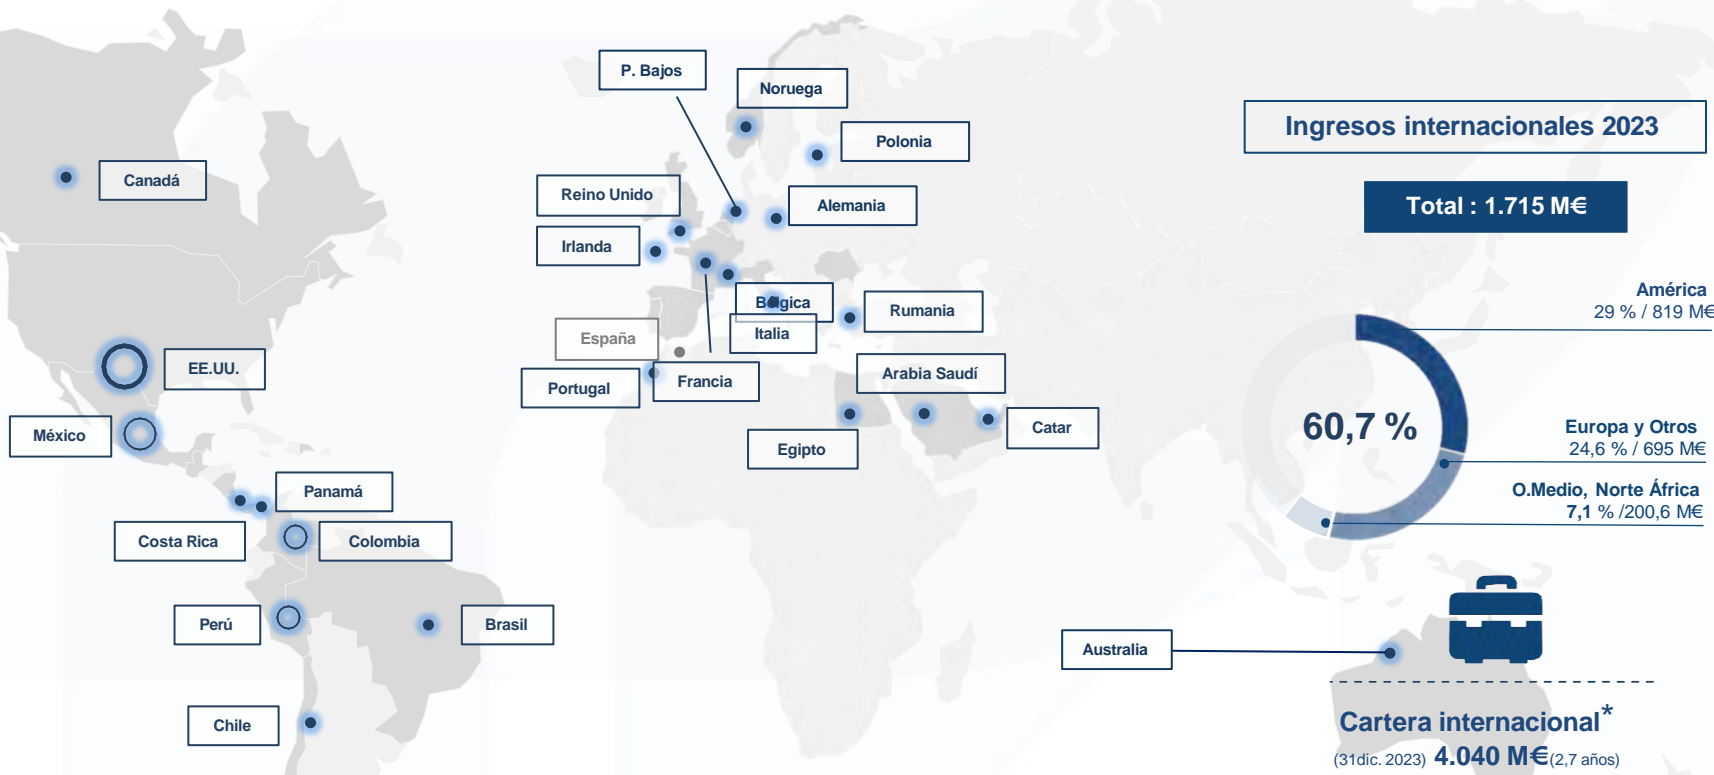 P. Bajos
Noruega
Polonia
Canadá
Reino Unido
Alemania
Irlanda
Bélgica
Rumania
Italia
España
EE.UU.
Portugal
Francia
Arabia Saudí
México
Catar
Egipto
Panamá
Costa Rica
Colombia
Perú
Brasil
Australia
Chile
Ingresos internacionales 2023
Total : 1.715 M€
América
29 % / 819 M€
60,7 %
Europa y Otros
24,6 % / 695 M€
O.Medio, Norte África
7,1 % /200,6 M€
Cartera internacional*
(31dic. 2023) 4.040 M€(2,7 años)